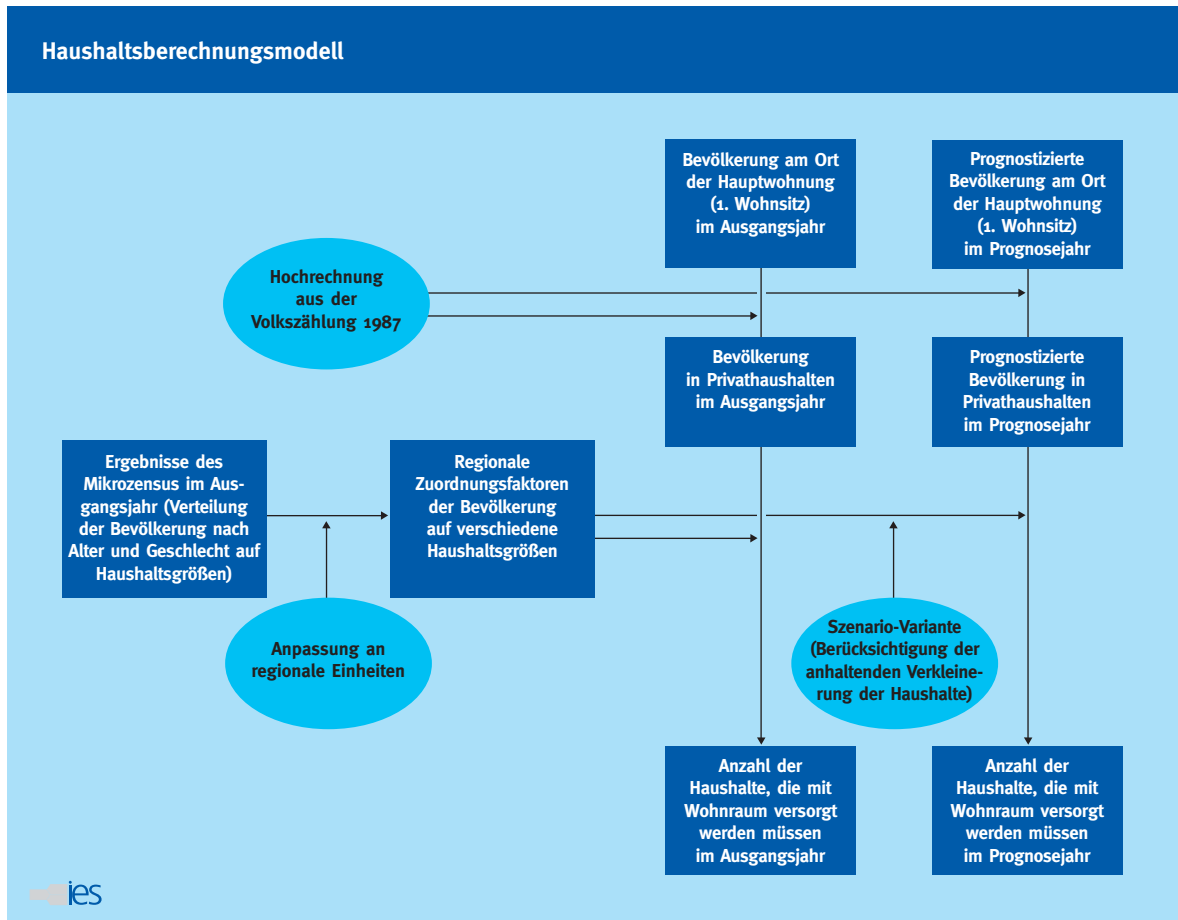 Haushaltsberechnungsmodell
Bevölkerung am Ort
der Hauptwohnung
(1. Wohnsitz)
im Ausgangsjahr
Prognostizierte
Bevölkerung am Ort
der Hauptwohnung
(1. Wohnsitz)
im Prognosejahr
Hochrechnung
aus der
Volkszählung 1987
Bevölkerung
in Privathaushalten
im Ausgangsjahr
Prognostizierte
Bevölkerung in
Privathaushalten
im Prognosejahr
Ergebnisse des
Mikrozensus im Aus-
gangsjahr (Verteilung
der Bevölkerung nach
Alter und Geschlecht auf
Haushaltsgrößen)
Regionale
Zuordnungsfaktoren
der Bevölkerung
auf verschiedene
Haushaltsgrößen
Anpassung an
regionale Einheiten
Szenario-Variante
(Berücksichtigung der
anhaltenden Verkleine-
rung der Haushalte)
Anzahl der
Haushalte, die mit
Wohnraum versorgt
werden müssen
im Ausgangsjahr
Anzahl der
Haushalte, die mit
Wohnraum versorgt
werden müssen
im Prognosejahr
ies